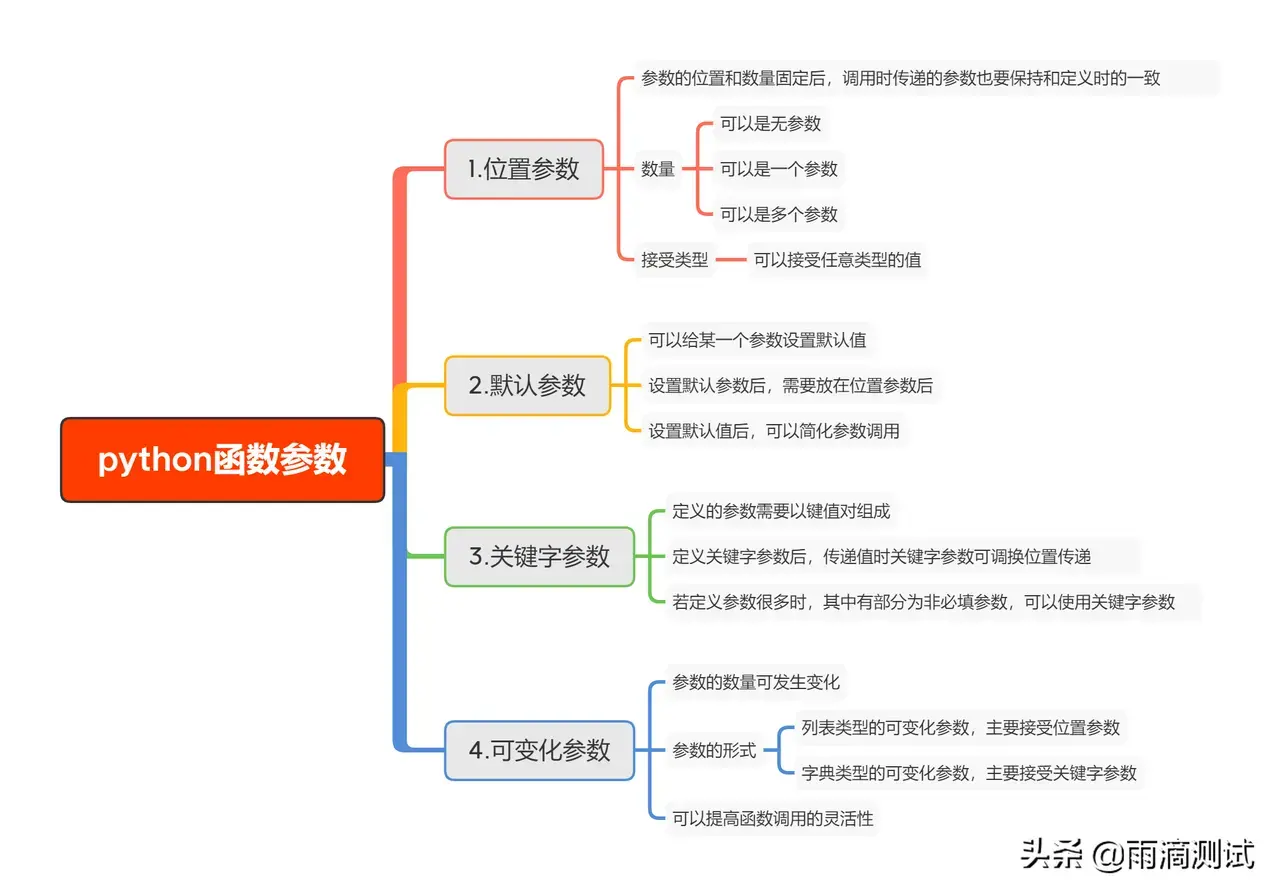 python函数参数
1.位置参数
参数的位置和数量固定后，调用时传递的参数也要保持和定义时的一致
数量
可以是无参数
可以是一个参数
可以是多个参数
接受类型
可以接受任意类型的值
2.默认参数
可以给某一个参数设置默认值
设置默认参数后，需要放在位置参数后
设置默认值后，可以简化参数调用
3.关键字参数
定义的参数需要以键值对组成
定义关键字参数后，传递值时关键字参数可调换位置传递
若定义参数很多时，其中有部分为非必填参数，可以使用关键字参数
4.可变化参数
参数的数量可发生变化
参数的形式
列表类型的可变化参数，主要接受位置参数
字典类型的可变化参数，主要接受关键字参数
可以提高函数调用的灵活性
头条 @雨滴测试